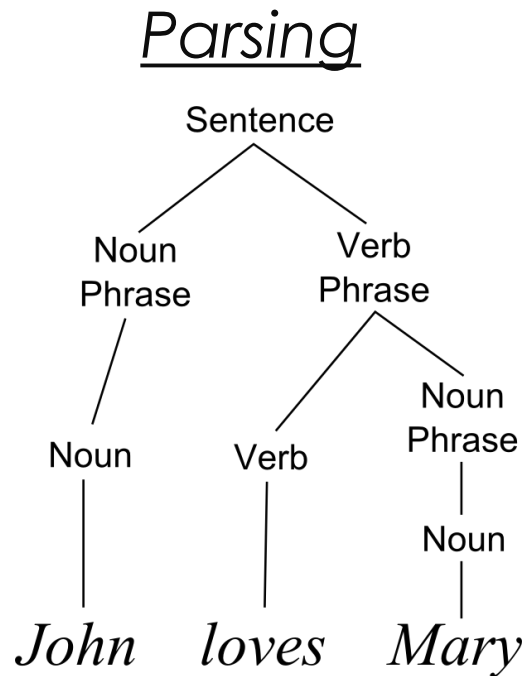 Parsing
Sentence
Noun
Phrase
Verb
Phrase
Noun
Phrase
Noun
Verb
Noun
John loves Mary